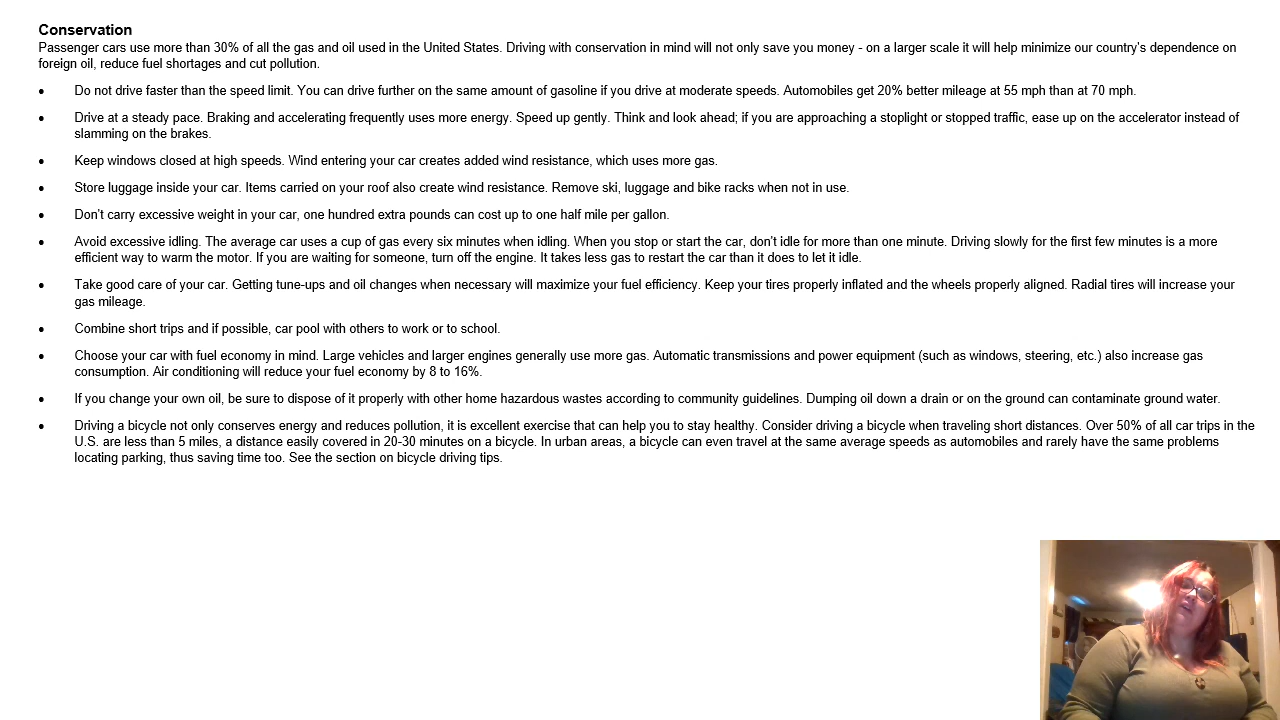 Conservation
Passenger cars use more than 30% of all the gas and oil used in the United States. Driving with conservation in mind will not only save you money - on a larger scale it will help minimize our country's dependence on
foreign oil, reduce fuel shortages and cut pollution.
• Do not drive faster than the speed limit. You can drive further on the same amount of gasoline if you drive at moderate speeds. Automobiles get 20% better mileage at 55 mph than at 70 mph.
• Drive at a steady pace. Braking and accelerating frequently uses more energy. Speed up gently. Think and look ahead; if you are approaching a stoplight or stopped traffic, ease up on the accelerator instead of
slamming on the brakes.
• Keep windows closed at high speeds. Wind entering your car creates added wind resistance, which uses more gas.
• Store luggage inside your car. Items carried on your roof also create wind resistance. Remove ski, luggage and bike racks when not in use.
• Don't carry excessive weight in your car, one hundred extra pounds can cost up to one half mile per gallon.
• Avoid excessive idling. The average car uses a cup of gas every six minutes when idling. When you stop or start the car, don't idle for more than one minute. Driving slowly for the first few minutes is a more
efficient way to warm the motor. If you are waiting for someone, turn off the engine. It takes less gas to restart the car than it does to let it idle.
• Take good care of your car. Getting tune-ups and oil changes when necessary will maximize your fuel efficiency. Keep your tires properly inflated and the wheels properly aligned. Radial tires will increase your
gas mileage.
• Combine short trips and if possible, car pool with others to work or to school.
• Choose your car with fuel economy in mind. Large vehicles and larger engines generally use more gas. Automatic transmissions and power equipment (such as windows, steering, etc.) also increase gas
consumption. Air conditioning will reduce your fuel economy by 8 to 16%.
• If you change your own oil, be sure to dispose of it properly with other home hazardous wastes according to community guidelines. Dumping oil down a drain or on the ground can contaminate ground water.
• Driving a bicycle not only conserves energy and reduces pollution, it is excellent exercise that can help you to stay healthy. Consider driving a bicycle when traveling short distances. Over 50% of all car trips in the
U.S. are less than 5 miles, a distance easily covered in 20-30 minutes on a bicycle. In urban areas, a bicycle can even travel at the same average speeds as automobiles and rarely have the same problems
locating parking, thus saving time too. See the section on bicycle driving tips.